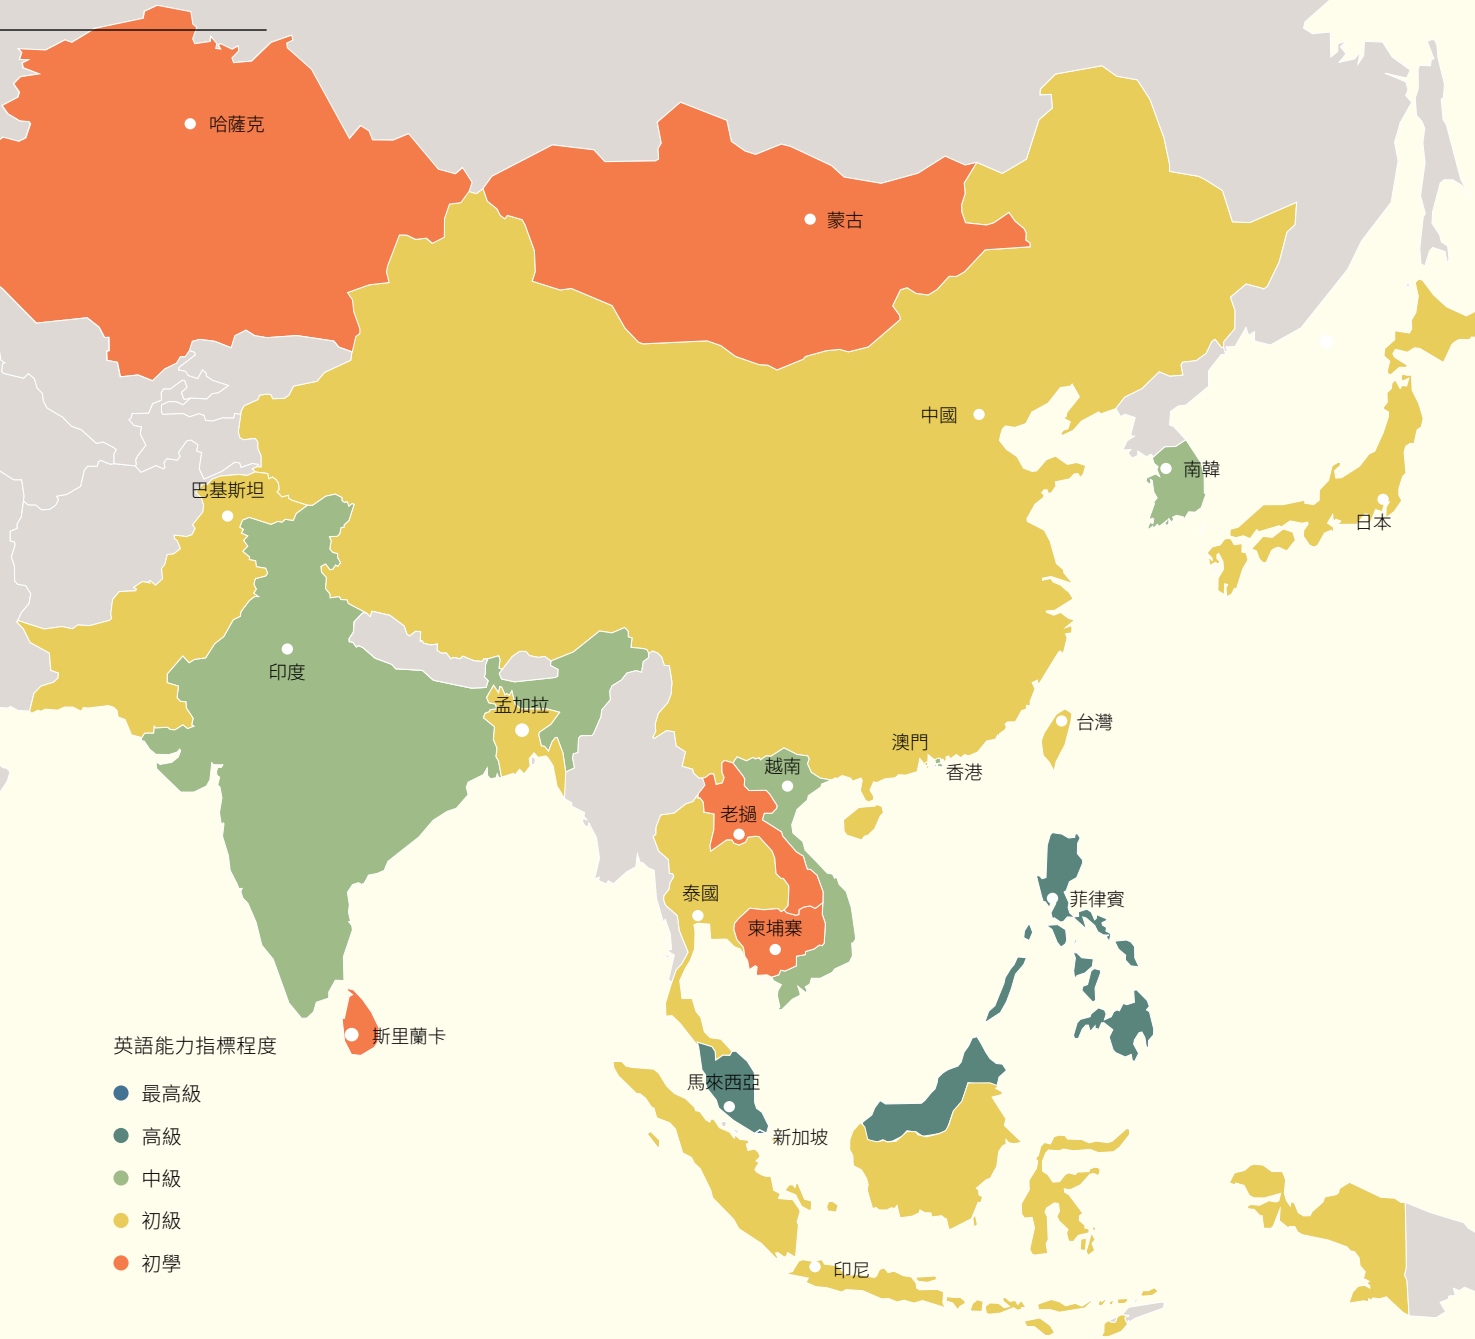 哈薩克
蒙古
中國
南韓
巴基斯坦
日本
印度
孟加拉
台灣
澳門
香港
越南
老撾
泰國
菲律賓
柬埔寨
斯里蘭卡
馬來西亞
新加坡
印尼
英語能力指標程度
最高級
高級
中級
初級
初學